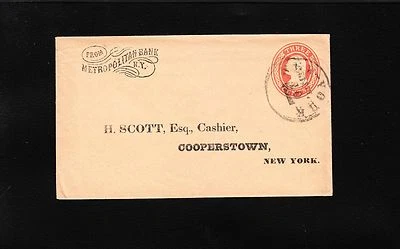 FROM
METROPOLITAN BANK
N.Y.
THREE
H. SCOTT, Esq., Cashier,
COOPERSTOWN,
NEW YORK.